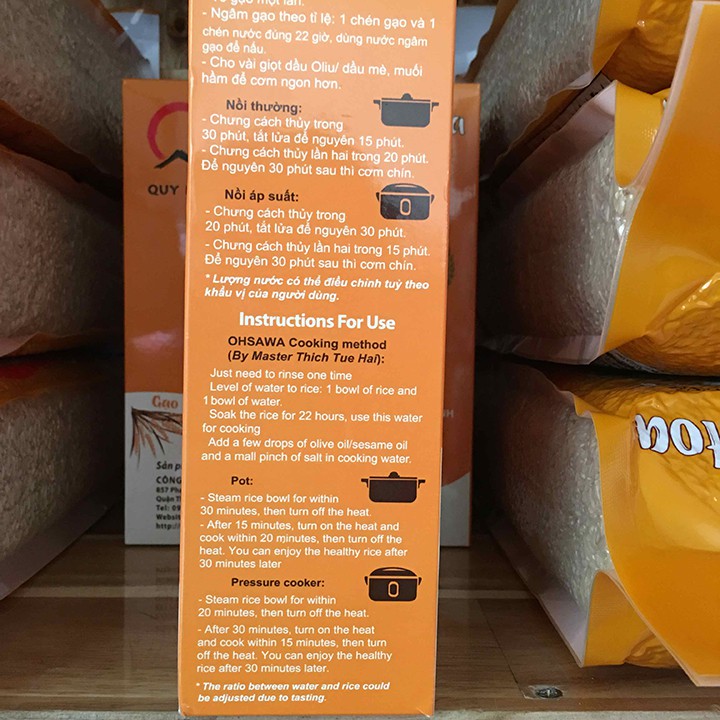 - Ngâm gạo theo tỉ lệ: 1 chén gạo và 1
chén nước đúng 22 giờ, dùng nước ngâm
gạo để nấu.
- Cho vài giọt dầu Oliu/ dầu mè, muối
hầm để cơm ngon hơn.
Nồi thường:
- Chưng cách thủy trong
30 phút, tắt lửa để nguyên 15 phút.
- Chưng cách thủy lần hai trong 20 phút.
Để nguyên 30 phút sau thì cơm chín.
Nồi áp suất:
- Chưng cách thủy trong
20 phút, tắt lửa để nguyên 30 phút.
- Chưng cách thủy lần hai trong 15 phút.
Để nguyên 30 phút sau thì cơm chín.
* Lượng nước có thể điều chỉnh tuỳ theo
khẩu vị của người dùng.
Instructions For Use
OHSAWA Cooking method
(By Master Thich Tue Hai):
Just need to rinse one time
Level of water to rice: 1 bowl of rice and
1 bowl of water.
Soak the rice for 22 hours, use this water
for cooking
Add a few drops of olive oil/sesame oil
and a mall pinch of salt in cooking water.
Pot:
- Steam rice bowl for within
30 minutes, then turn off the heat.
- After 15 minutes, turn on the heat and
cook within 20 minutes, then turn off the
heat. You can enjoy the healthy rice after
30 minutes later
Pressure cooker:
- Steam rice bowl for within
20 minutes, then turn off the heat.
- After 30 minutes, turn on the heat
and cook within 15 minutes, then turn
off the heat. You can enjoy the healthy
rice after 30 minutes later.
* The ratio between water and rice could
be adjusted due to tasting.
QUY
Gạo
Sản
CÔNG
857
Quận
Tel: 09
Website
http://